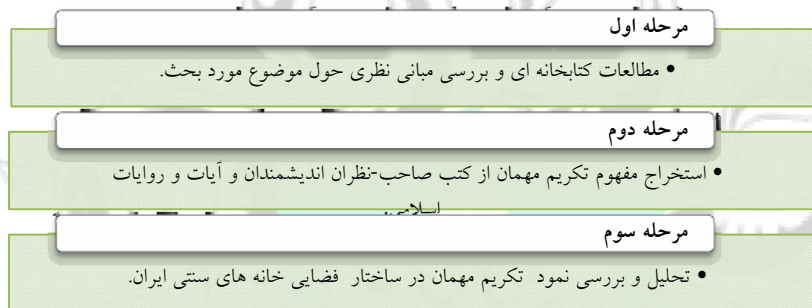 مرحله اول
• مطالعات کتابخانه ای و بررسی مبانی نظری حول موضوع مورد بحث.
مرحله دوم
• استخراج مفهوم تکریم مهمان از کتب صاحب-نظران اندیشمندان و آیات و روایات
اسلامی.
مرحله سوم
• تحلیل و بررسی نمود تکریم مهمان در ساختار فضایی خانه های سنتی ایران.